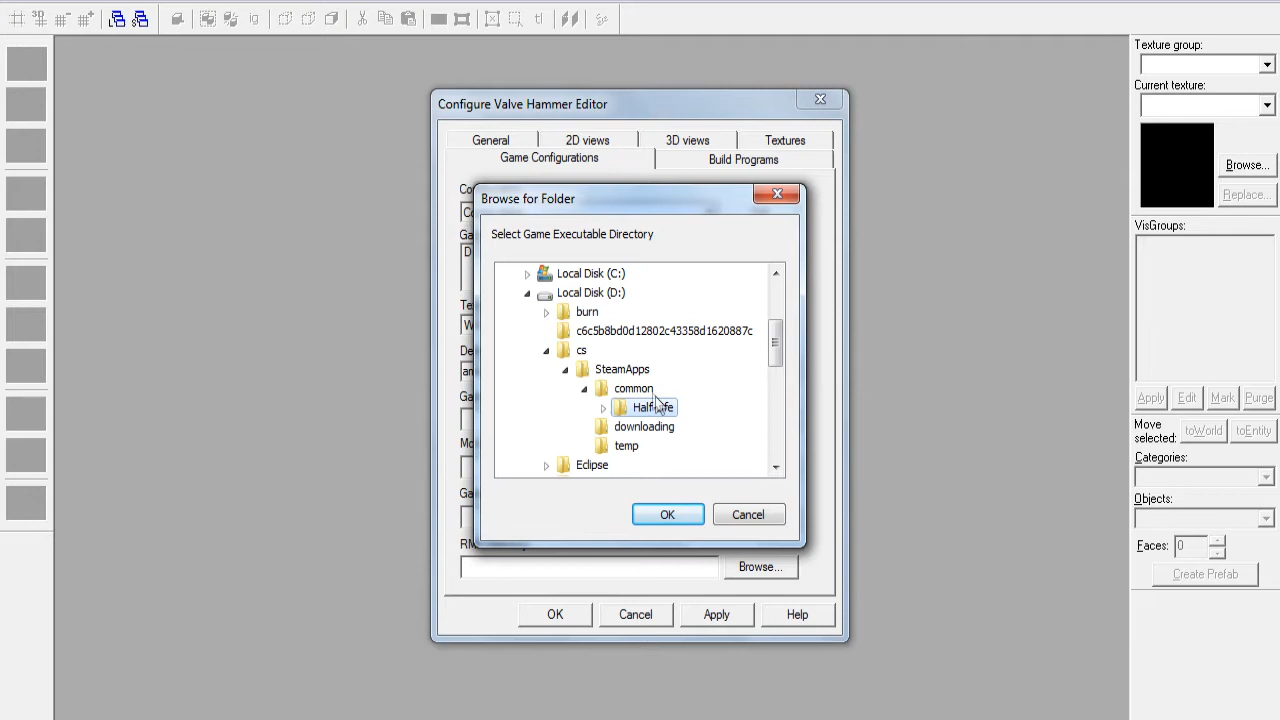 3D
ig
tl
Texture group:
Current texture:
Browse...
Replace...
VisGroups:
Apply
Edit
Mark
Purge
Move
selected:
toWorld
toEntity
Categories:
Objects:
Faces:
0
Create Prefab
Configure Valve Hammer Editor
General
2D views
3D views
Textures
Game Configurations
Build Programs
Browse for Folder
Select Game Executable Directory
Local Disk (C:)
Local Disk (D:)
burn
c6c5b8bd0d12802c43358d1620887c
cs
SteamApps
common
downloading
temp
Eclipse
OK
Cancel
Browse...
OK
Cancel
Apply
Help